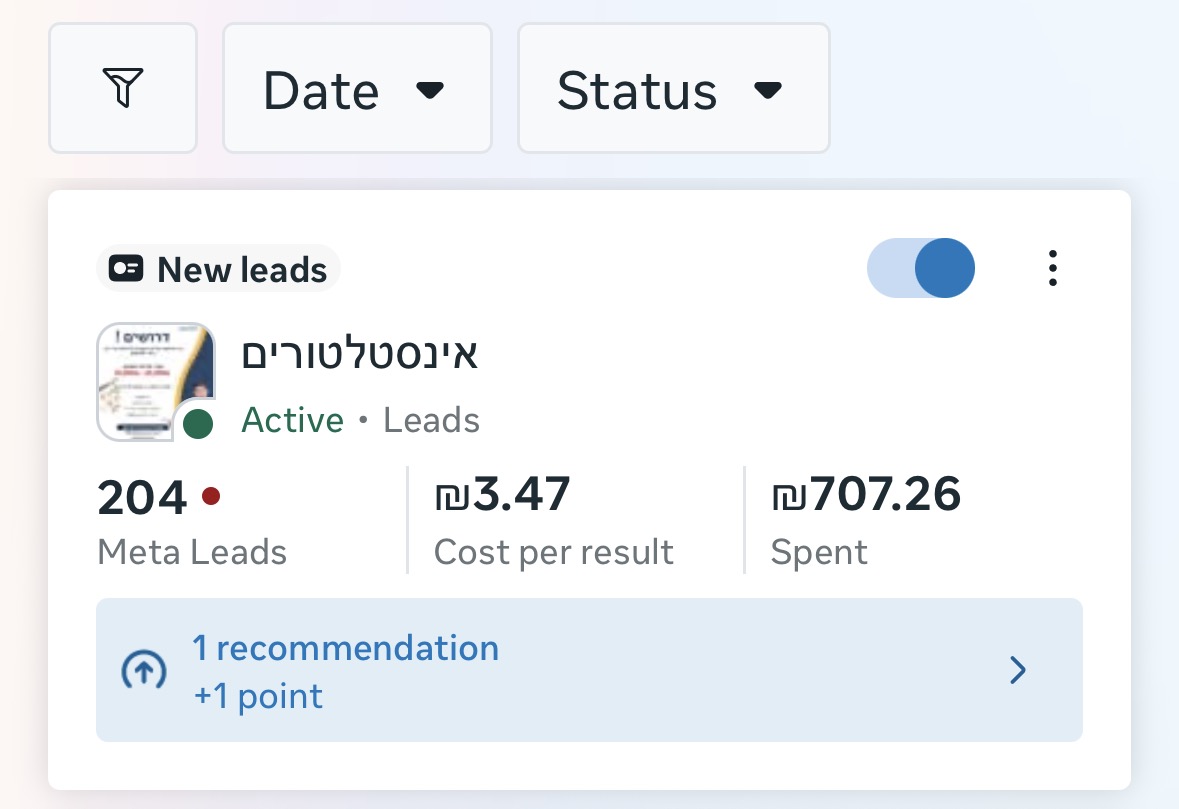 Date
Status
New leads
דרושים !
אינסטלטורים
Active • Leads
204
Meta Leads
₪3.47
Cost per result
₪707.26
Spent
1 recommendation
+1 point